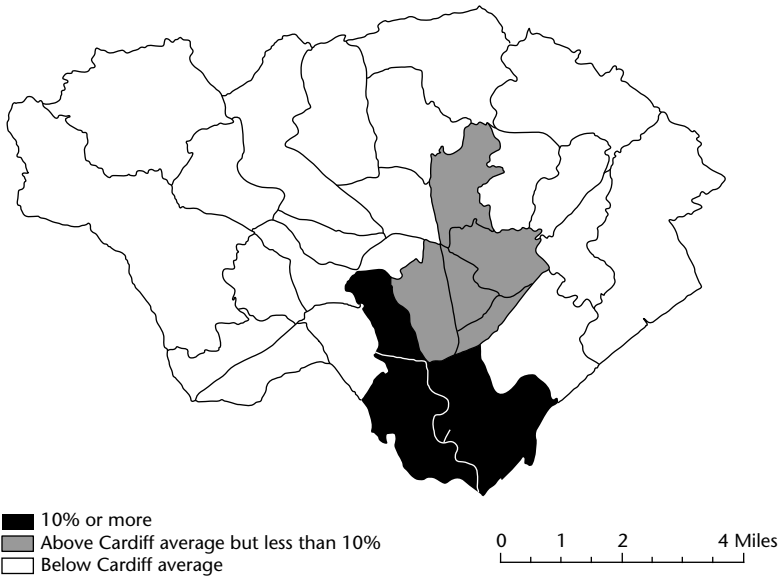 10% or more
Above Cardiff average but less than 10%
Below Cardiff average
0 1 2 4 Miles